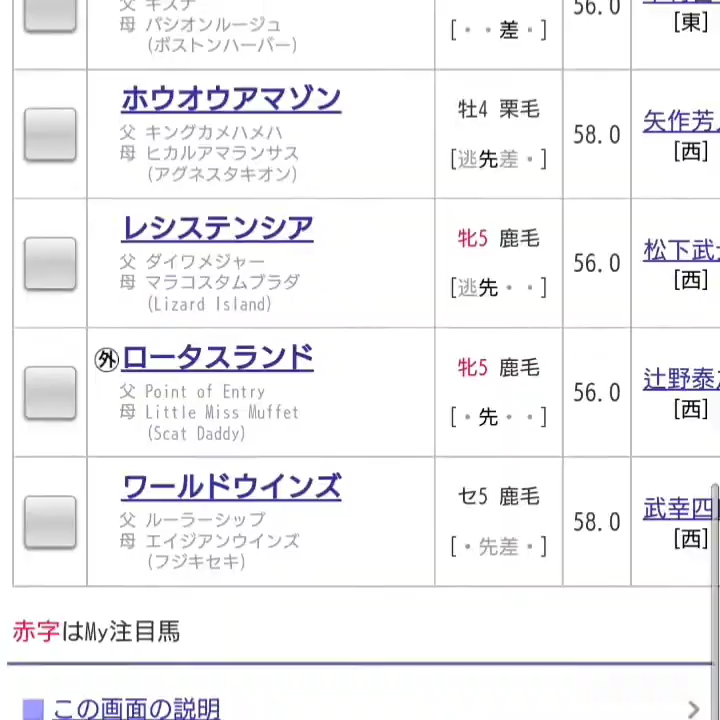 父 キズナ
母 パシオンルージュ
(ボストンハーバー)
[・・差・]
56.0
[東]
ホウオウアマゾン
父 キングカメハメハ
母 ヒカルアマランサス
(アグネスタキオン)
牡4 栗毛
[逃先差・]
58.0
矢作芳
[西]
レシステンシア
父 ダイワメジャー
母 マラコスタムブラダ
(Lizard Island)
牝5 鹿毛
[逃先・・]
56.0
松下武
[西]
外 ロータスランド
父 Point of Entry
母 Little Miss Muffet
(Scat Daddy)
牝5 鹿毛
[・先・・]
56.0
辻野泰
[西]
ワールドウインズ
父 ルーラーシップ
母 エイジアンウインズ
(フジキセキ)
セ5 鹿毛
[・先差・]
58.0
武幸四
[西]
赤字はMy注目馬
この画面の説明